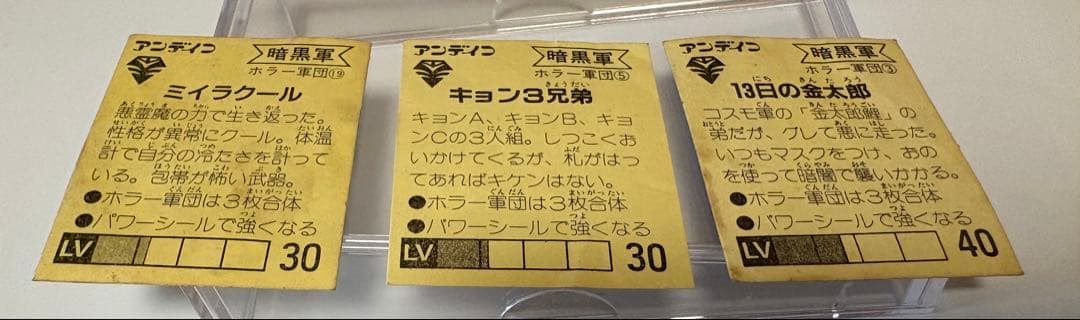 アンデイン
暗黒軍
ホラー軍団⑲
ミイラクール
悪霊魔の力で生き返った。
性格が異常にクール。体温
計で自分の冷たさを計って
いる。包帯が怖い武器。
●ホラー軍団は3枚合体
●パワーシールで強くなる
LV 30
アンデイン
暗黒軍
ホラー軍団⑤
キョン3兄弟
キョンA、キョンB、キョ
ンCの3人組。しつこくお
いかけてくるが、札がはっ
てあればキケンはない。
●ホラー軍団は3枚合体
●パワーシールで強くなる
LV 30
アンデイン
暗黒軍
ホラー軍団③
13日の金太郎
コスモ軍の「金太郎鯉」の
弟だが、グレて悪に走った。
いつもマスクをつけ、おの
を使って暗闇で襲いかかる。
●ホラー軍団は3枚合体
●パワーシールで強くなる
LV 40